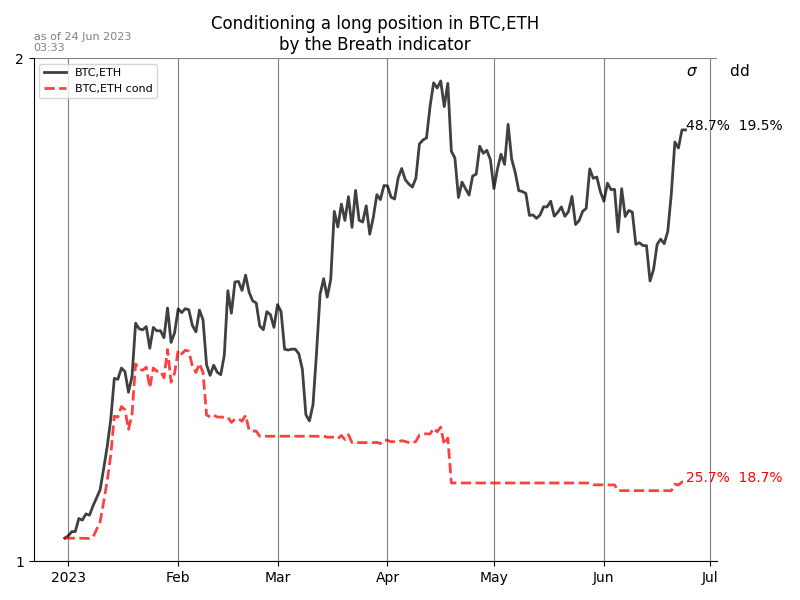 Conditioning a long position in BTC,ETH
by the Breath indicator
as of 24 Jun 2023
03:33
2
BTC,ETH
BTC,ETH cond
σ dd
48.7% 19.5%
25.7% 18.7%
1
2023 Feb Mar Apr May Jun Jul